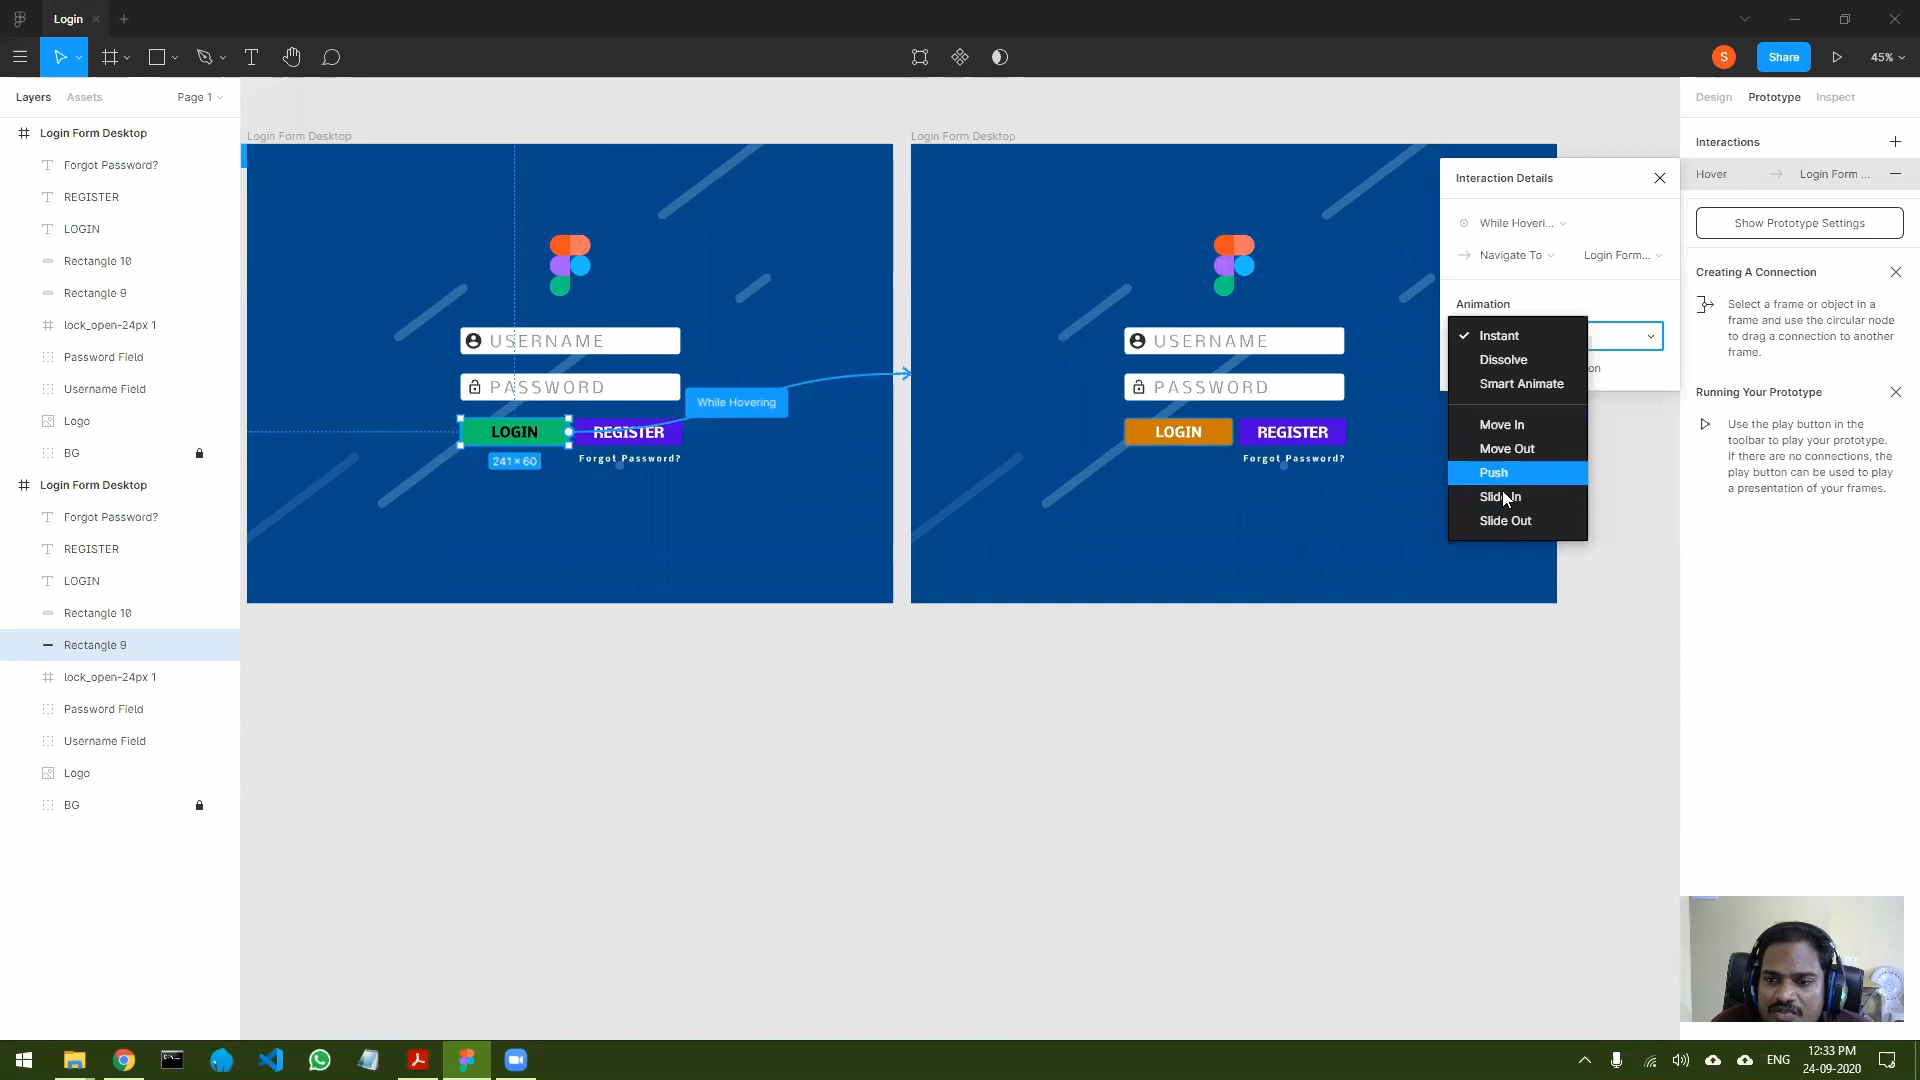 Login
S
Share
45%
Layers
Assets
Page 1
Login Form Desktop
Forgot Password?
REGISTER
LOGIN
Rectangle 10
Rectangle 9
lock_open-24px 1
Password Field
Username Field
Logo
BG
Login Form Desktop
Forgot Password?
REGISTER
LOGIN
Rectangle 10
Rectangle 9
lock_open-24px 1
Password Field
Username Field
Logo
BG
Login Form Desktop
USERNAME
PASSWORD
LOGIN
REGISTER
While Hovering
241 × 60
Forgot Password?
Login Form Desktop
USERNAME
PASSWORD
LOGIN
REGISTER
Forgot Password?
Interaction Details
While Hoveri...
Navigate To
Login Form...
Animation
Instant
Dissolve
Smart Animate
Move In
Move Out
Push
Slide In
Slide Out
on
Design
Prototype
Inspect
Interactions
Hover
Login Form ...
Show Prototype Settings
Creating A Connection
Select a frame or object in a
frame and use the circular node
to drag a connection to another
frame.
Running Your Prototype
Use the play button in the
toolbar to play your prototype.
If there are no connections, the
play button can be used to play
a presentation of your frames.
ENG
12:33 PM
24-09-2020